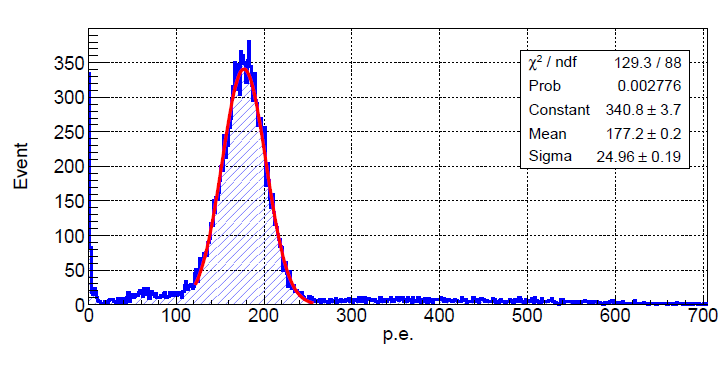 350
300
250
200
150
100
50
0
Event
χ² / ndf 129.3 / 88
Prob 0.002776
Constant 340.8 ± 3.7
Mean 177.2 ± 0.2
Sigma 24.96 ± 0.19
0 100 200 300 400 500 600 700
p.e.